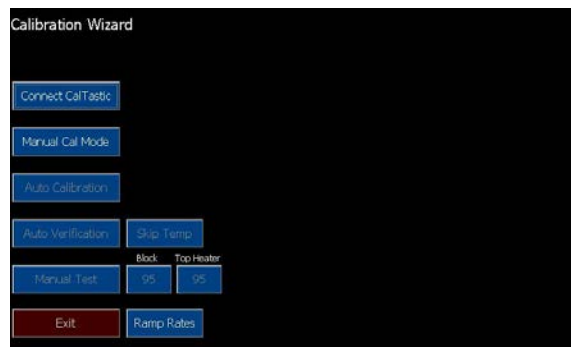 Calibration Wizard
Connect CalTastic
Manual Cal Mode
Auto Calibration
Auto Verification Skip Temp
Block Top Heater
Manual Test 95 95
Exit Ramp Rates